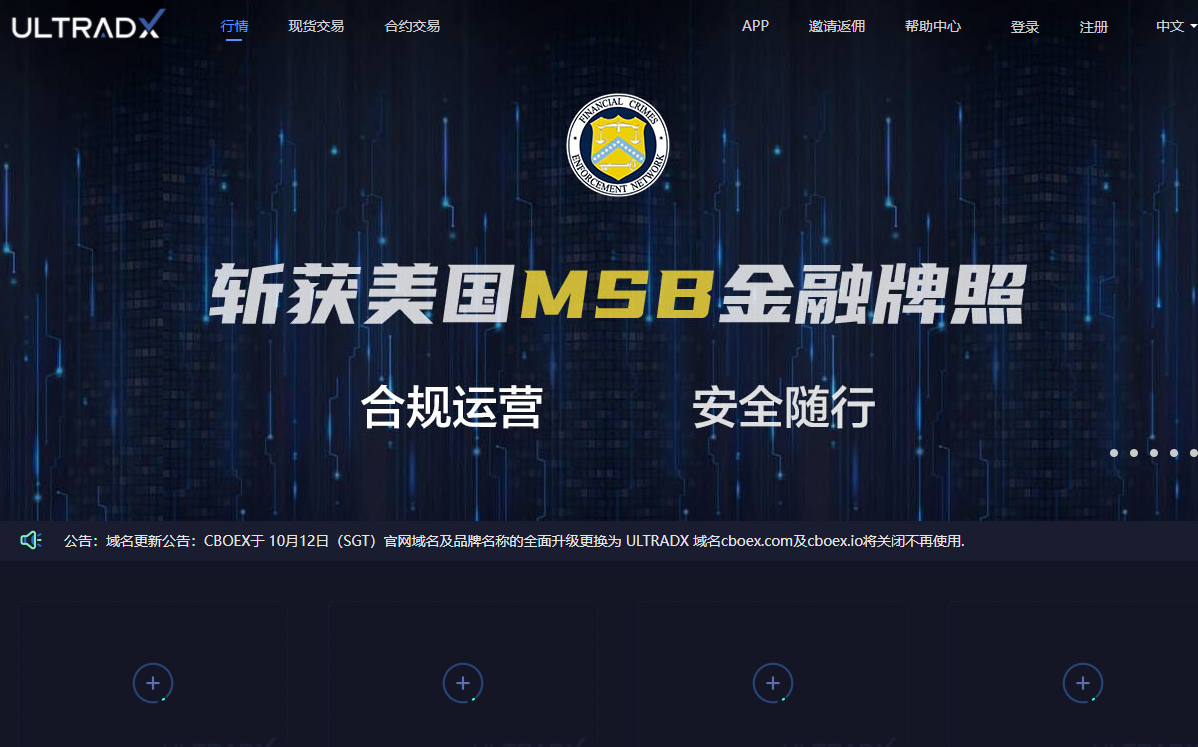 ULTRADX
行情 现货交易 合约交易 APP 邀请返佣 帮助中心 登录 注册 中文
FINANCIAL CRIMES
ENFORCEMENT NETWORK
斩获美国MSB金融牌照
合规运营 安全随行
公告：域名更新公告：CBOEX于 10月12日（SGT）官网域名及品牌名称的全面升级更换为 ULTRADX 域名cboex.com及cboex.io将关闭不再使用.